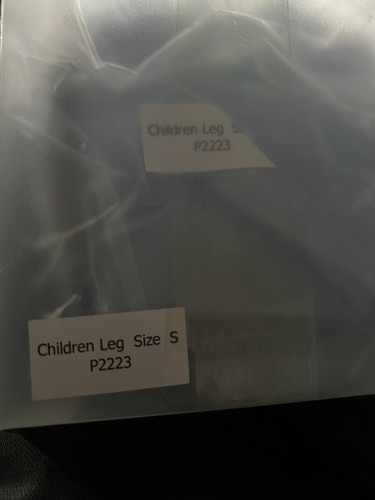 Children Leg S
P2223
Children Leg Size S
P2223